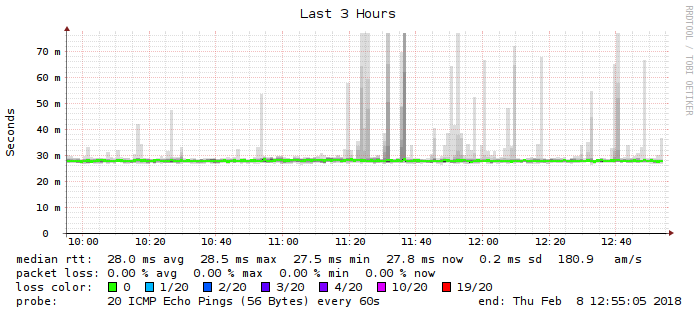 Last 3 Hours
RRDTOOL / TOBI OETIKER
Seconds
70 m
60 m
50 m
40 m
30 m
20 m
10 m
0
10:00 10:20 10:40 11:00 11:20 11:40 12:00 12:20 12:40
median rtt: 28.0 ms avg 28.5 ms max 27.5 ms min 27.8 ms now 0.2 ms sd 180.9 am/s
packet loss: 0.00 % avg 0.00 % max 0.00 % min 0.00 % now
loss color: 0 1/20 2/20 3/20 4/20 10/20 19/20
probe: 20 ICMP Echo Pings (56 Bytes) every 60s end: Thu Feb 8 12:55:05 2018